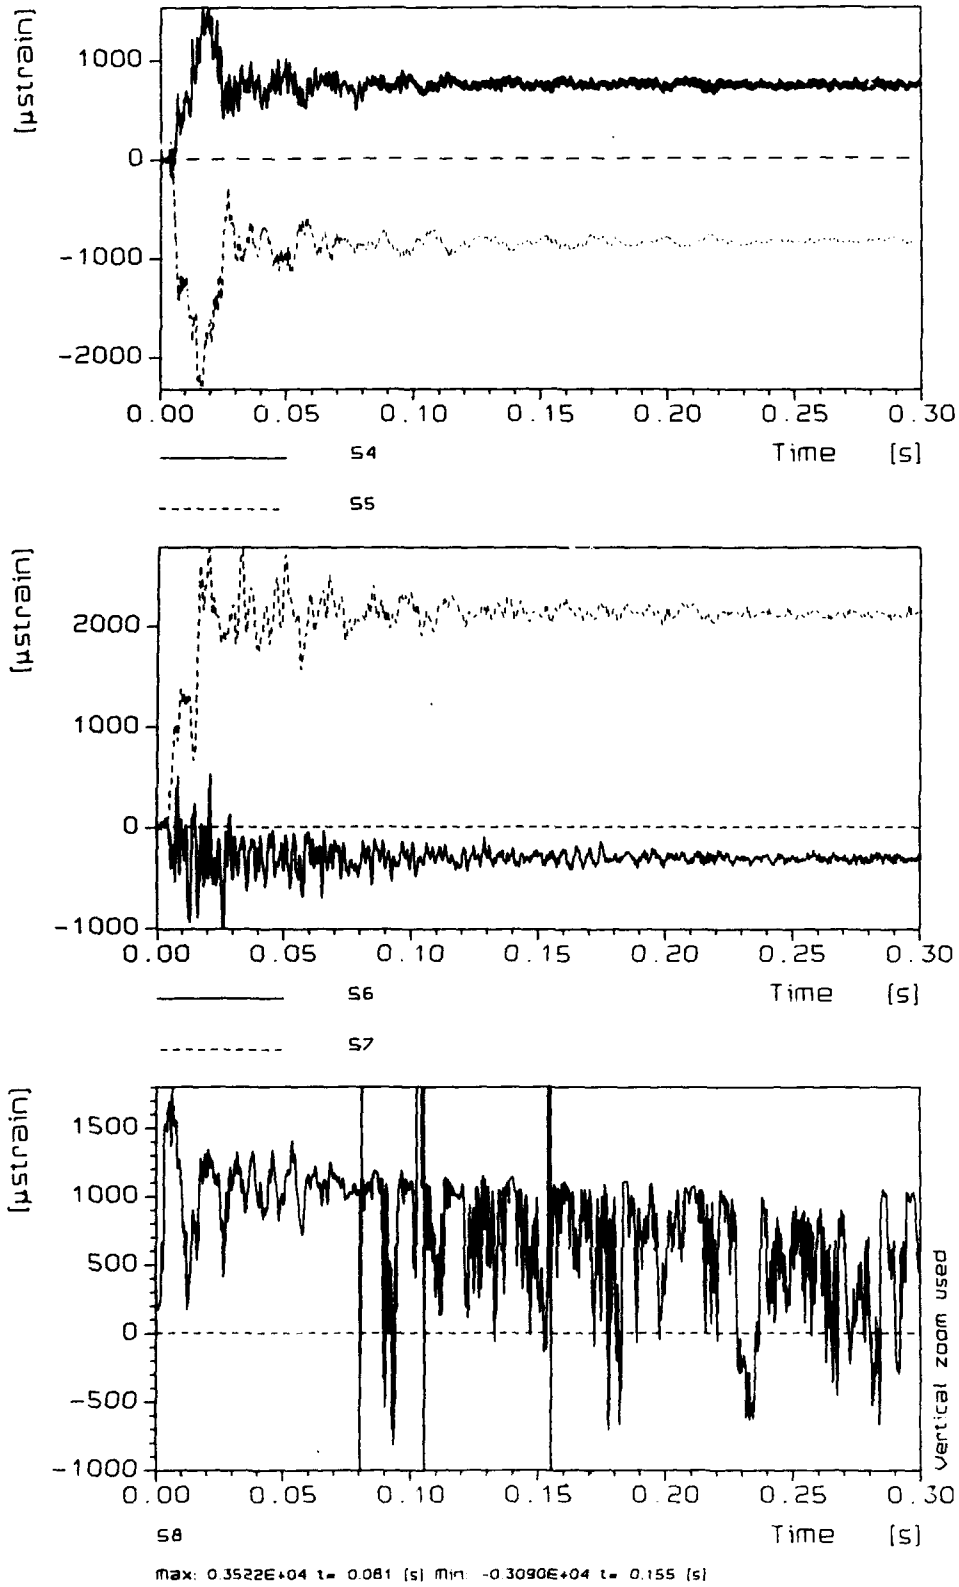 [µstrain]
1000
0
-1000
-2000
0.00 0.05 0.10 0.15 0.20 0.25 0.30
Time [s]
S4
S5
[µstrain]
2000
1000
0
-1000
0.00 0.05 0.10 0.15 0.20 0.25 0.30
Time [s]
S6
S7
[µstrain]
1500
1000
500
0
-500
-1000
0.00 0.05 0.10 0.15 0.20 0.25 0.30
Vertical zoom used
S8
Time [s]
Max: 0.3522E+04 t= 0.081 [s] Min: -0.3090E+04 t= 0.155 [s]